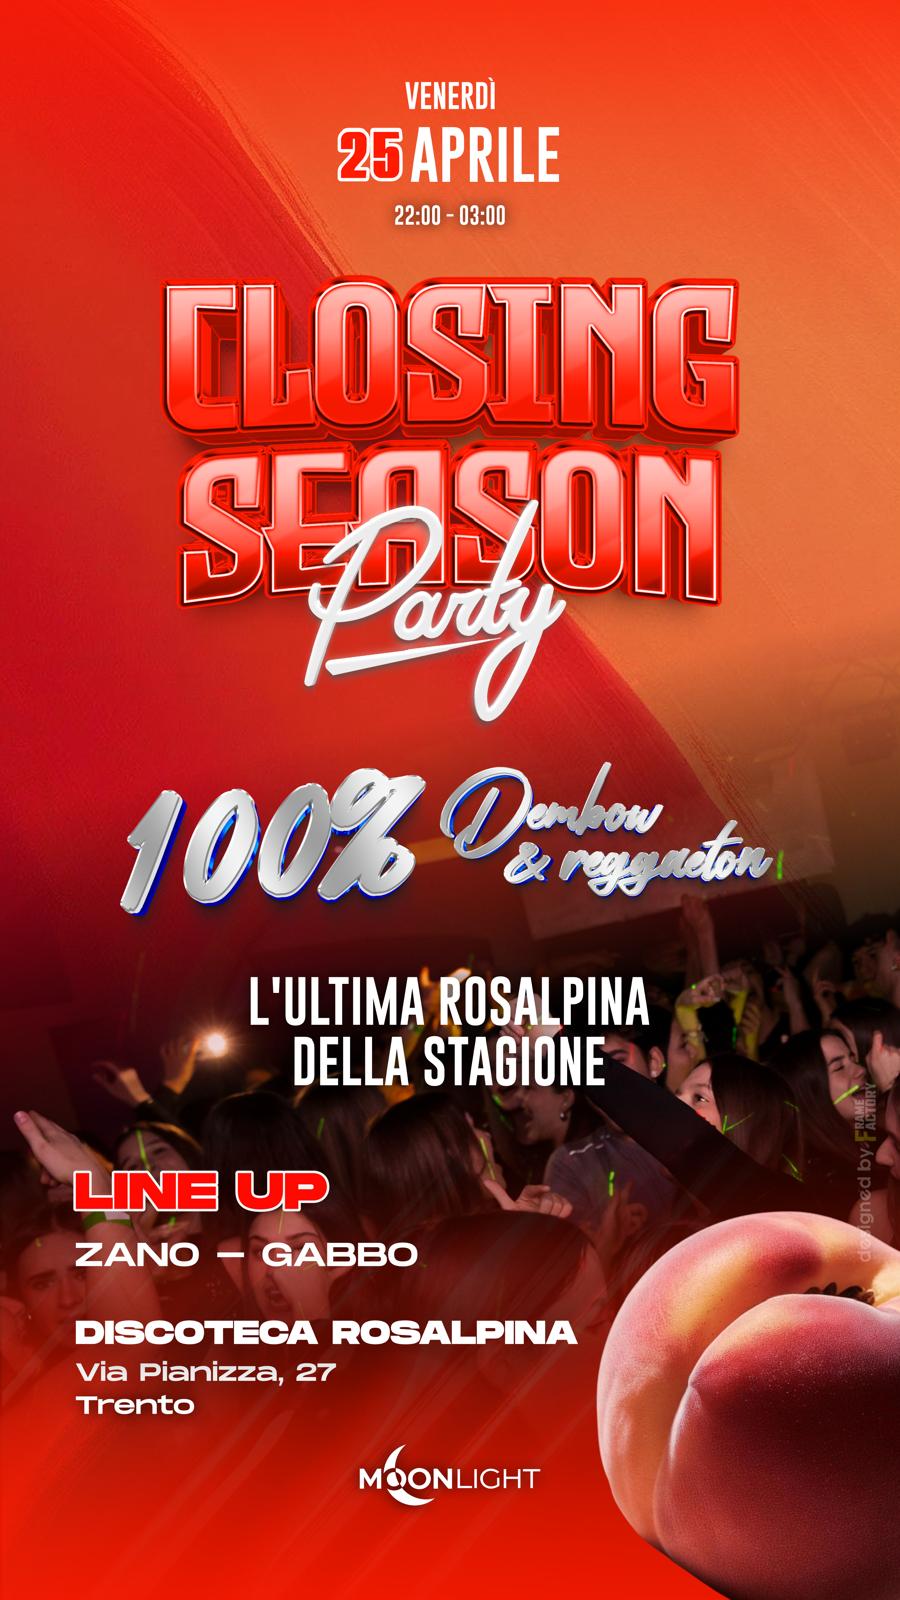 VENERDÌ
25 APRILE
22:00 - 03:00
CLOSING
SEASON
Party
100% Dembow
& reggaeton
L'ULTIMA ROSALPINA
DELLA STAGIONE
LINE UP
ZANO – GABBO
DISCOTECA ROSALPINA
Via Pianizza, 27
Trento
MOONLIGHT
designed by FRAME
FACTORY